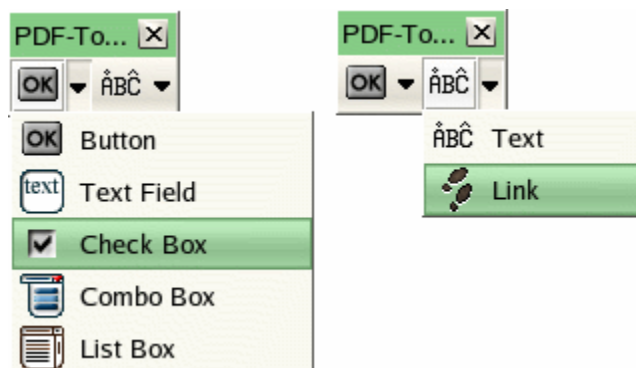 PDF-To...
OK ÅBĈ
OK Button
text Text Field
Check Box
Combo Box
List Box
PDF-To...
OK ÅBĈ
ÅBĈ Text
Link